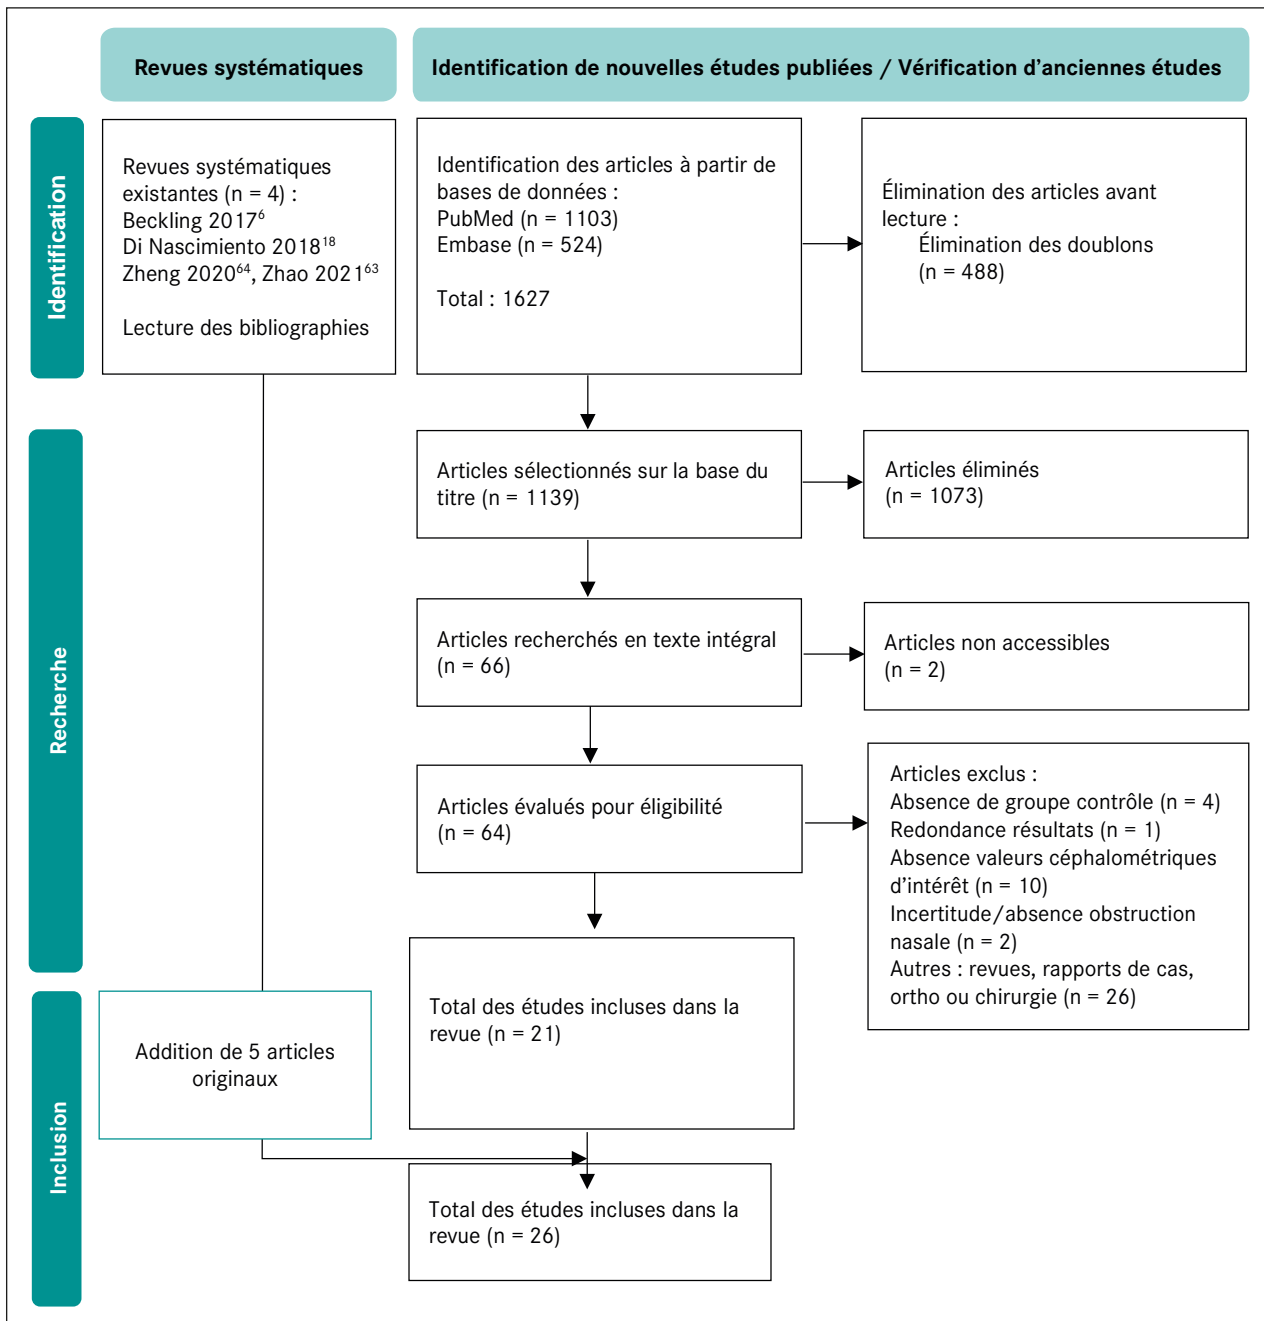 Revues systématiques
Identification de nouvelles études publiées / Vérification d'anciennes études
Identification
Revues systématiques
existantes (n = 4) :
Beckling 2017⁶
Di Nascimiento 2018¹⁸
Zheng 2020⁶⁴, Zhao 2021⁶³
Lecture des bibliographies
Identification des articles à partir de
bases de données :
PubMed (n = 1103)
Embase (n = 524)
Total : 1627
Élimination des articles avant
lecture :
Élimination des doublons
(n = 488)
Recherche
Articles sélectionnés sur la base du
titre (n = 1139)
Articles éliminés
(n = 1073)
Articles recherchés en texte intégral
(n = 66)
Articles non accessibles
(n = 2)
Articles évalués pour éligibilité
(n = 64)
Articles exclus :
Absence de groupe contrôle (n = 4)
Redondance résultats (n = 1)
Absence valeurs céphalométriques
d'intérêt (n = 10)
Incertitude/absence obstruction
nasale (n = 2)
Autres : revues, rapports de cas,
ortho ou chirurgie (n = 26)
Inclusion
Addition de 5 articles
originaux
Total des études incluses dans la
revue (n = 21)
Total des études incluses dans la
revue (n = 26)